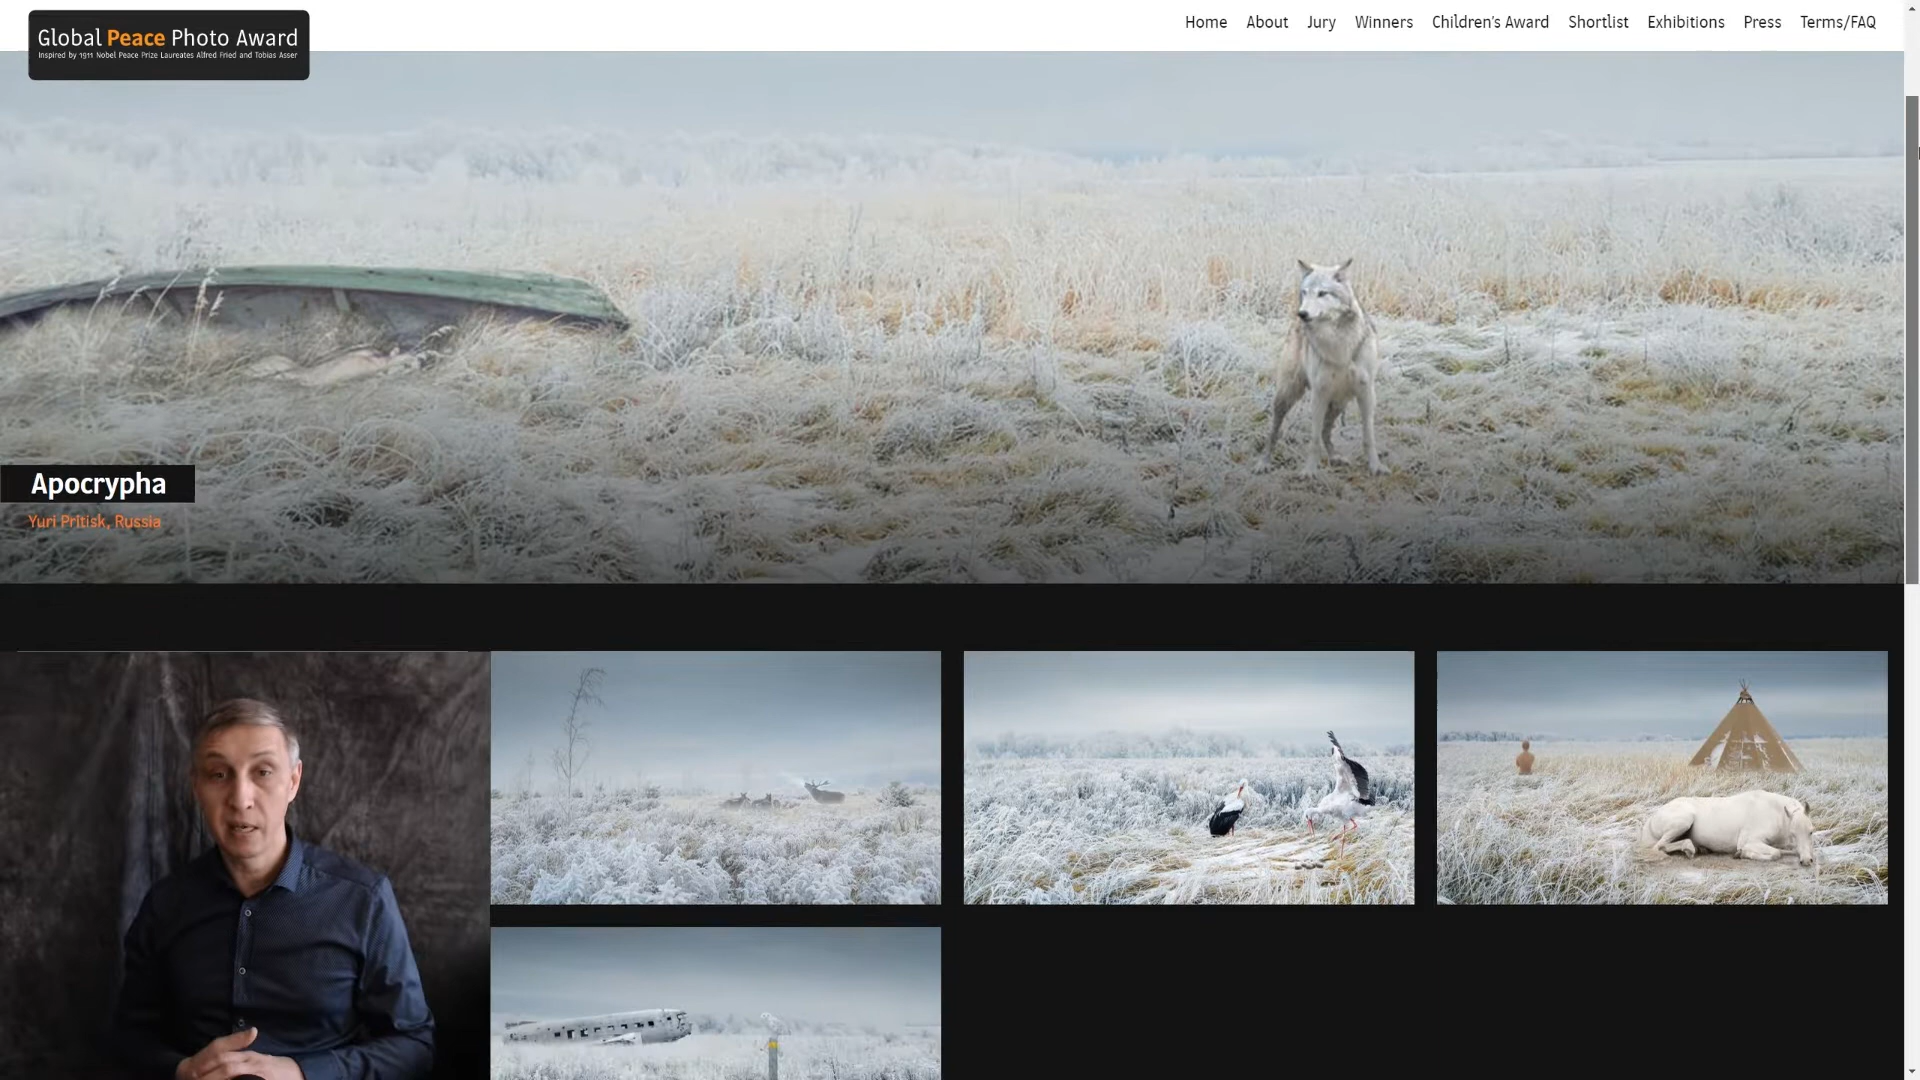 Global Peace Photo Award
Inspired by 1911 Nobel Peace Prize Laureates Alfred Fried and Tobias Asser
Home About Jury Winners Children's Award Shortlist Exhibitions Press Terms/FAQ
Apocrypha
Yuri Pritisk, Russia